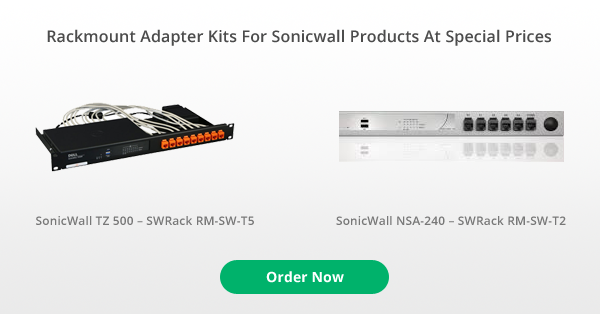 Rackmount Adapter Kits For Sonicwall Products At Special Prices
DELL
SonicWall TZ 500 – SWRack RM-SW-T5
SonicWall NSA-240 – SWRack RM-SW-T2
Order Now